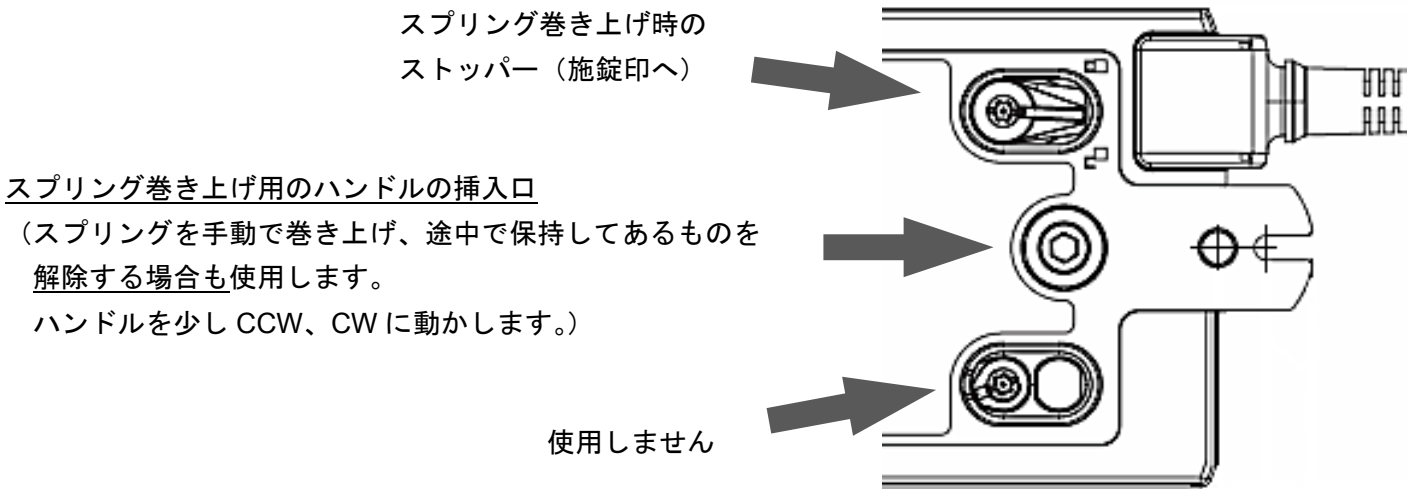 スプリング巻き上げ時の
ストッパー（施錠印へ）
スプリング巻き上げ用のハンドルの挿入口
（スプリングを手動で巻き上げ、途中で保持してあるものを
解除する場合も使用します。
ハンドルを少し CCW、CW に動かします。）
使用しません